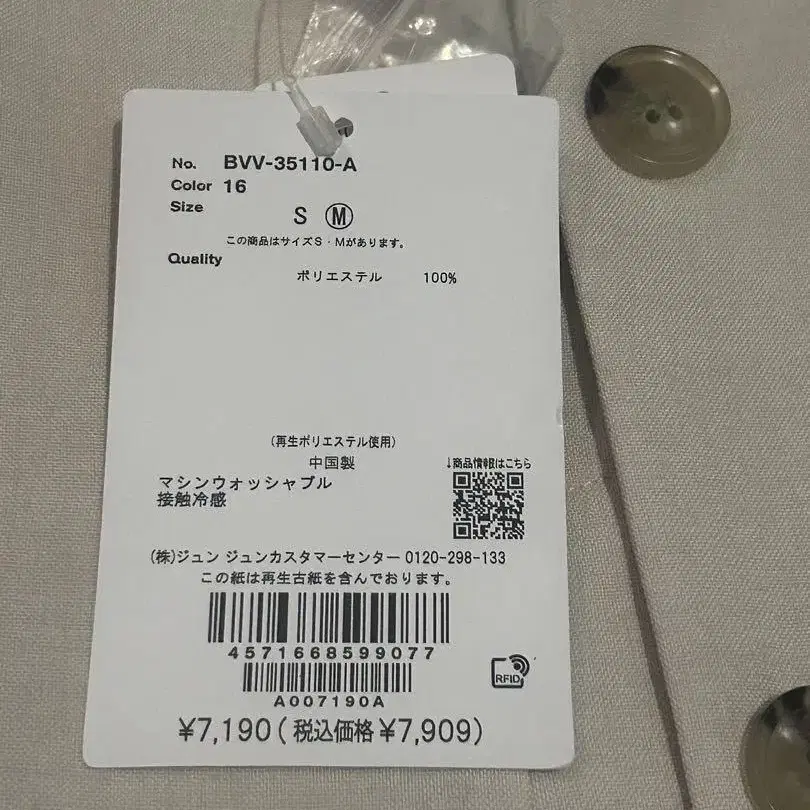 No. BVV-35110-A
Color 16
Size
S Ⓜ
この商品はサイズS・Mがあります。
Quality
ポリエステル 100%
(再生ポリエステル使用)
中国製
↓商品情報はこちら
マシンウォッシャブル
接触冷感
(株)ジュン ジュンカスタマーセンター 0120-298-133
この紙は再生古紙を含んでおります。
4571668599077
RFID
A007190A
¥7,190(税込価格¥7,909)